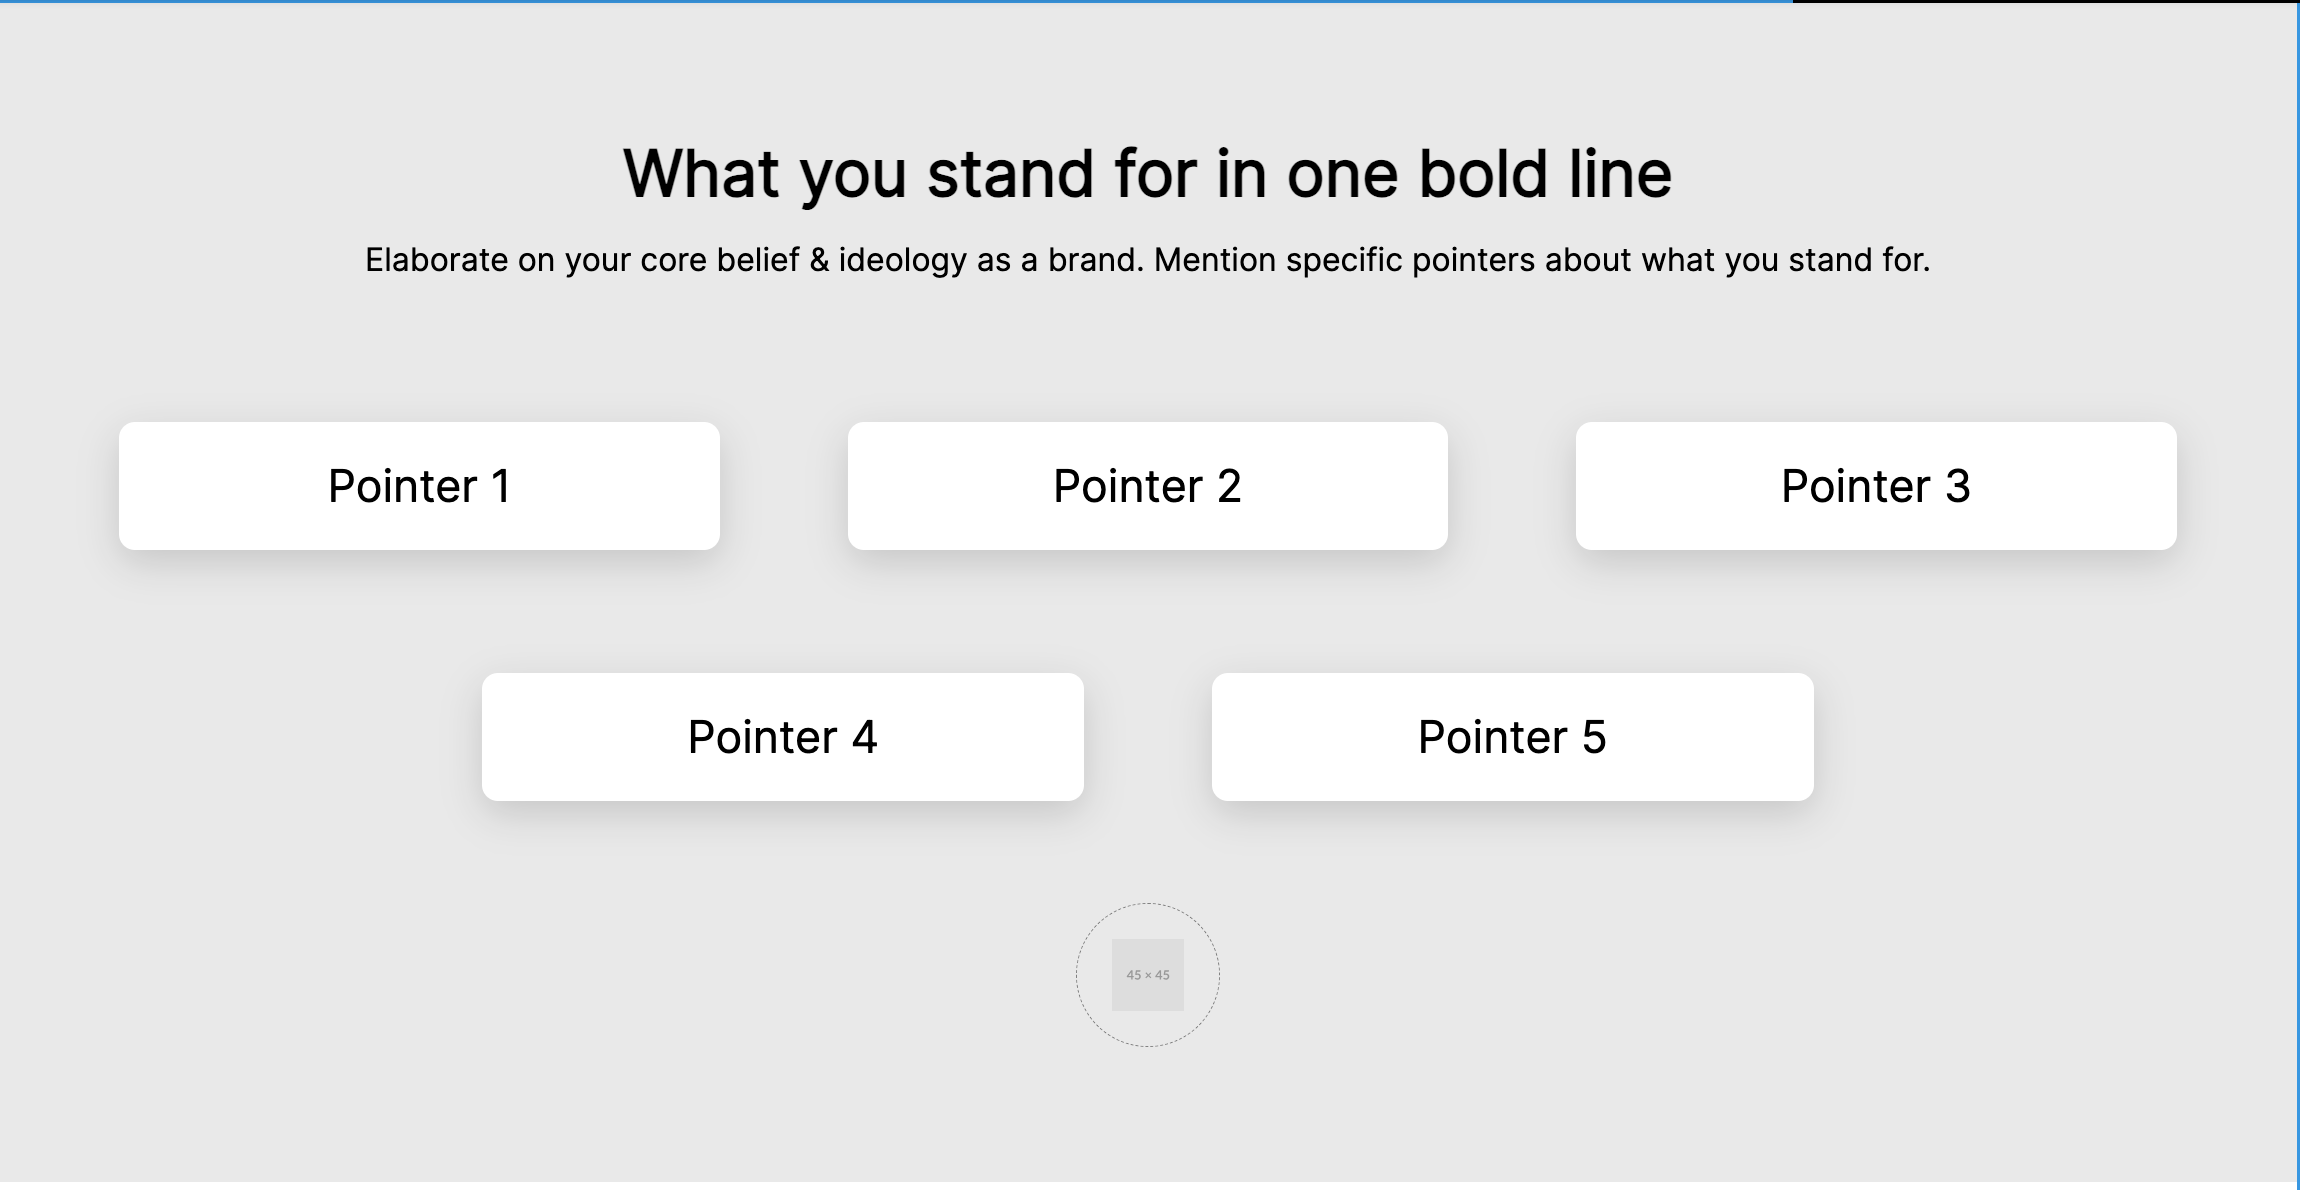 What you stand for in one bold line
Elaborate on your core belief & ideology as a brand. Mention specific pointers about what you stand for.
Pointer 1
Pointer 2
Pointer 3
Pointer 4
Pointer 5
45 × 45